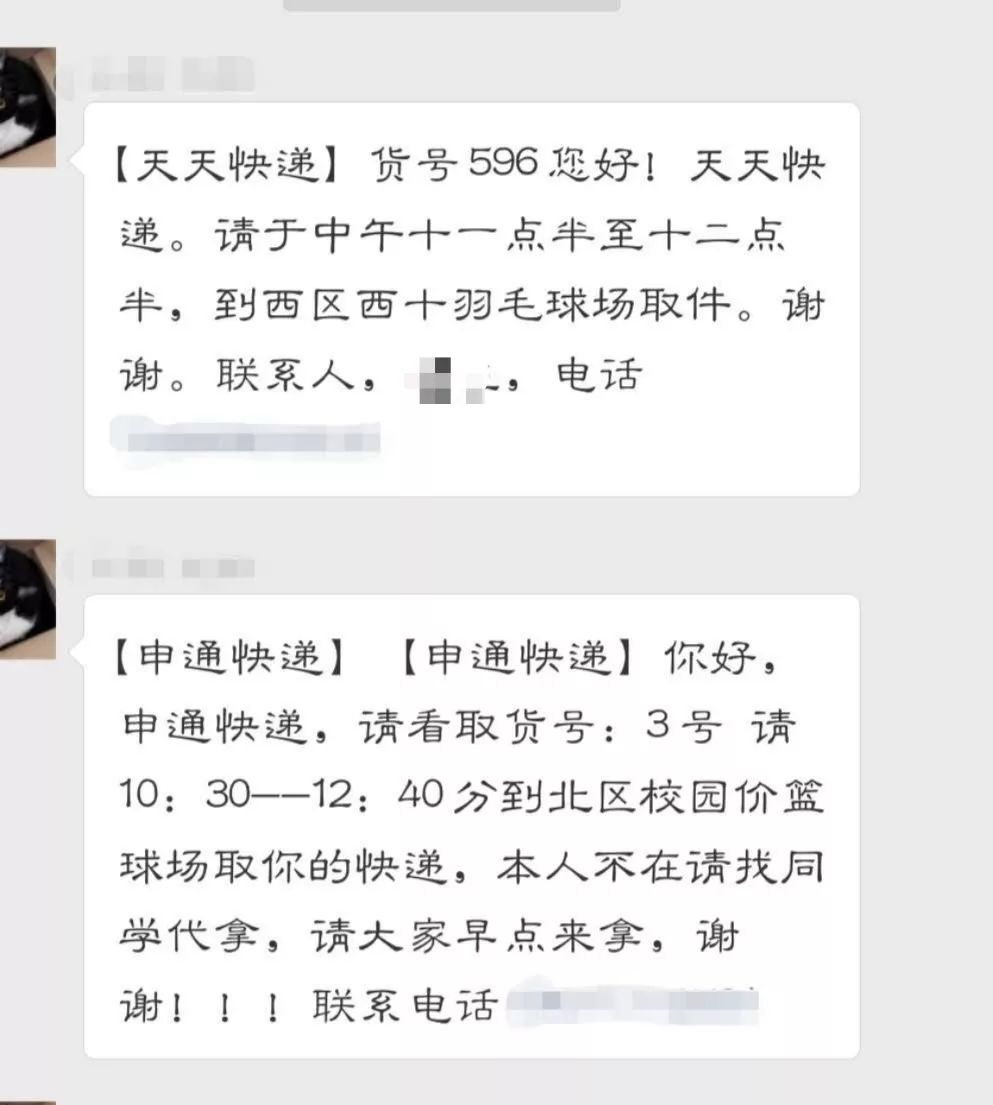 【天天快递】货号596您好！天天快
递。请于中午十一点半至十二点
半，到西区西十羽毛球场取件。谢
谢。联系人，，电话
【申通快递】 【申通快递】你好，
申通快递，请看取货号：3号 请
10：30——12：40分到北区校园价篮
球场取你的快递，本人不在请找同
学代拿，请大家早点来拿，谢
谢！！！联系电话